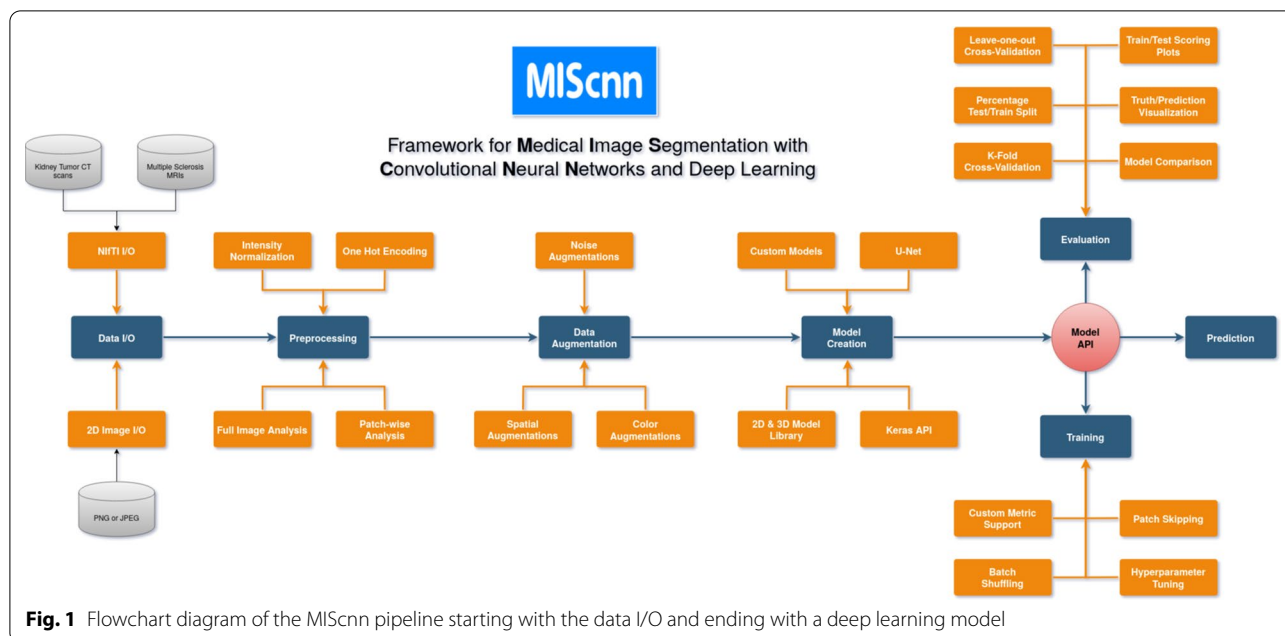 MIScnn
Framework for Medical Image Segmentation with
Convolutional Neural Networks and Deep Learning
Kidney Tumor CT
scans
Multiple Sclerosis
MRIs
NIfTI I/O
Data I/O
2D Image I/O
PNG or JPEG
Intensity
Normalization
One Hot Encoding
Preprocessing
Full Image Analysis
Patch-wise
Analysis
Noise
Augmentations
Data
Augmentation
Spatial
Augmentations
Color
Augmentations
Custom Models
U-Net
Model
Creation
2D & 3D Model
Library
Keras API
Leave-one-out
Cross-Validation
Train/Test Scoring
Plots
Percentage
Test/Train Split
Truth/Prediction
Visualization
K-Fold
Cross-Validation
Model Comparison
Evaluation
Model
API
Prediction
Training
Custom Metric
Support
Patch Skipping
Batch
Shuffling
Hyperparameter
Tuning
Fig. 1 Flowchart diagram of the MIScnn pipeline starting with the data I/O and ending with a deep learning model